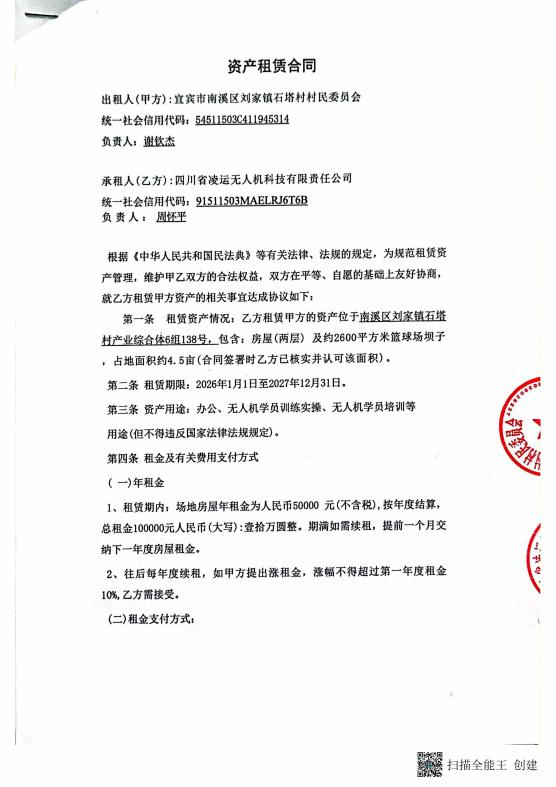 资产租赁合同
出租人(甲方):宜宾市南溪区刘家镇石塔村村民委员会
统一社会信用代码：54511503C411945314
负责人：谢钦杰
承租人(乙方):四川省凌运无人机科技有限责任公司
统一社会信用代码：91511503MAELRJ6T6B
负责人：周怀平
根据《中华人民共和国民法典》等有关法律、法规的规定，为规范租赁资
产管理，维护甲乙双方的合法权益，双方在平等、自愿的基础上友好协商，
就乙方租赁甲方资产的相关事宜达成协议如下：
第一条 租赁资产情况：乙方租赁甲方的资产位于南溪区刘家镇石塔
村产业综合体6组138号，包含：房屋(两层)及约2600平方米篮球场坝子
，占地面积约4.5亩(合同签署时乙方已核实并认可该面积)。
第二条 租赁期限：2026年1月1日至2027年12月31日。
第三条 资产用途：办公、无人机学员训练实操、无人机学员培训等
用途(但不得违反国家法律法规规定)。
第四条 租金及有关费用支付方式
(一)年租金
1、租赁期内：场地房屋年租金为人民币50000 元(不含税),按年度结算，
总租金100000元人民币(大写):壹拾万圆整。期满如需续租，提前一个月交
纳下一年度房屋租金。
2、往后每年度续租，如甲方提出涨租金，涨幅不得超过第一年度租金
10%,乙方需接受。
(二)租金支付方式：
民委员会
扫描全能王 创建